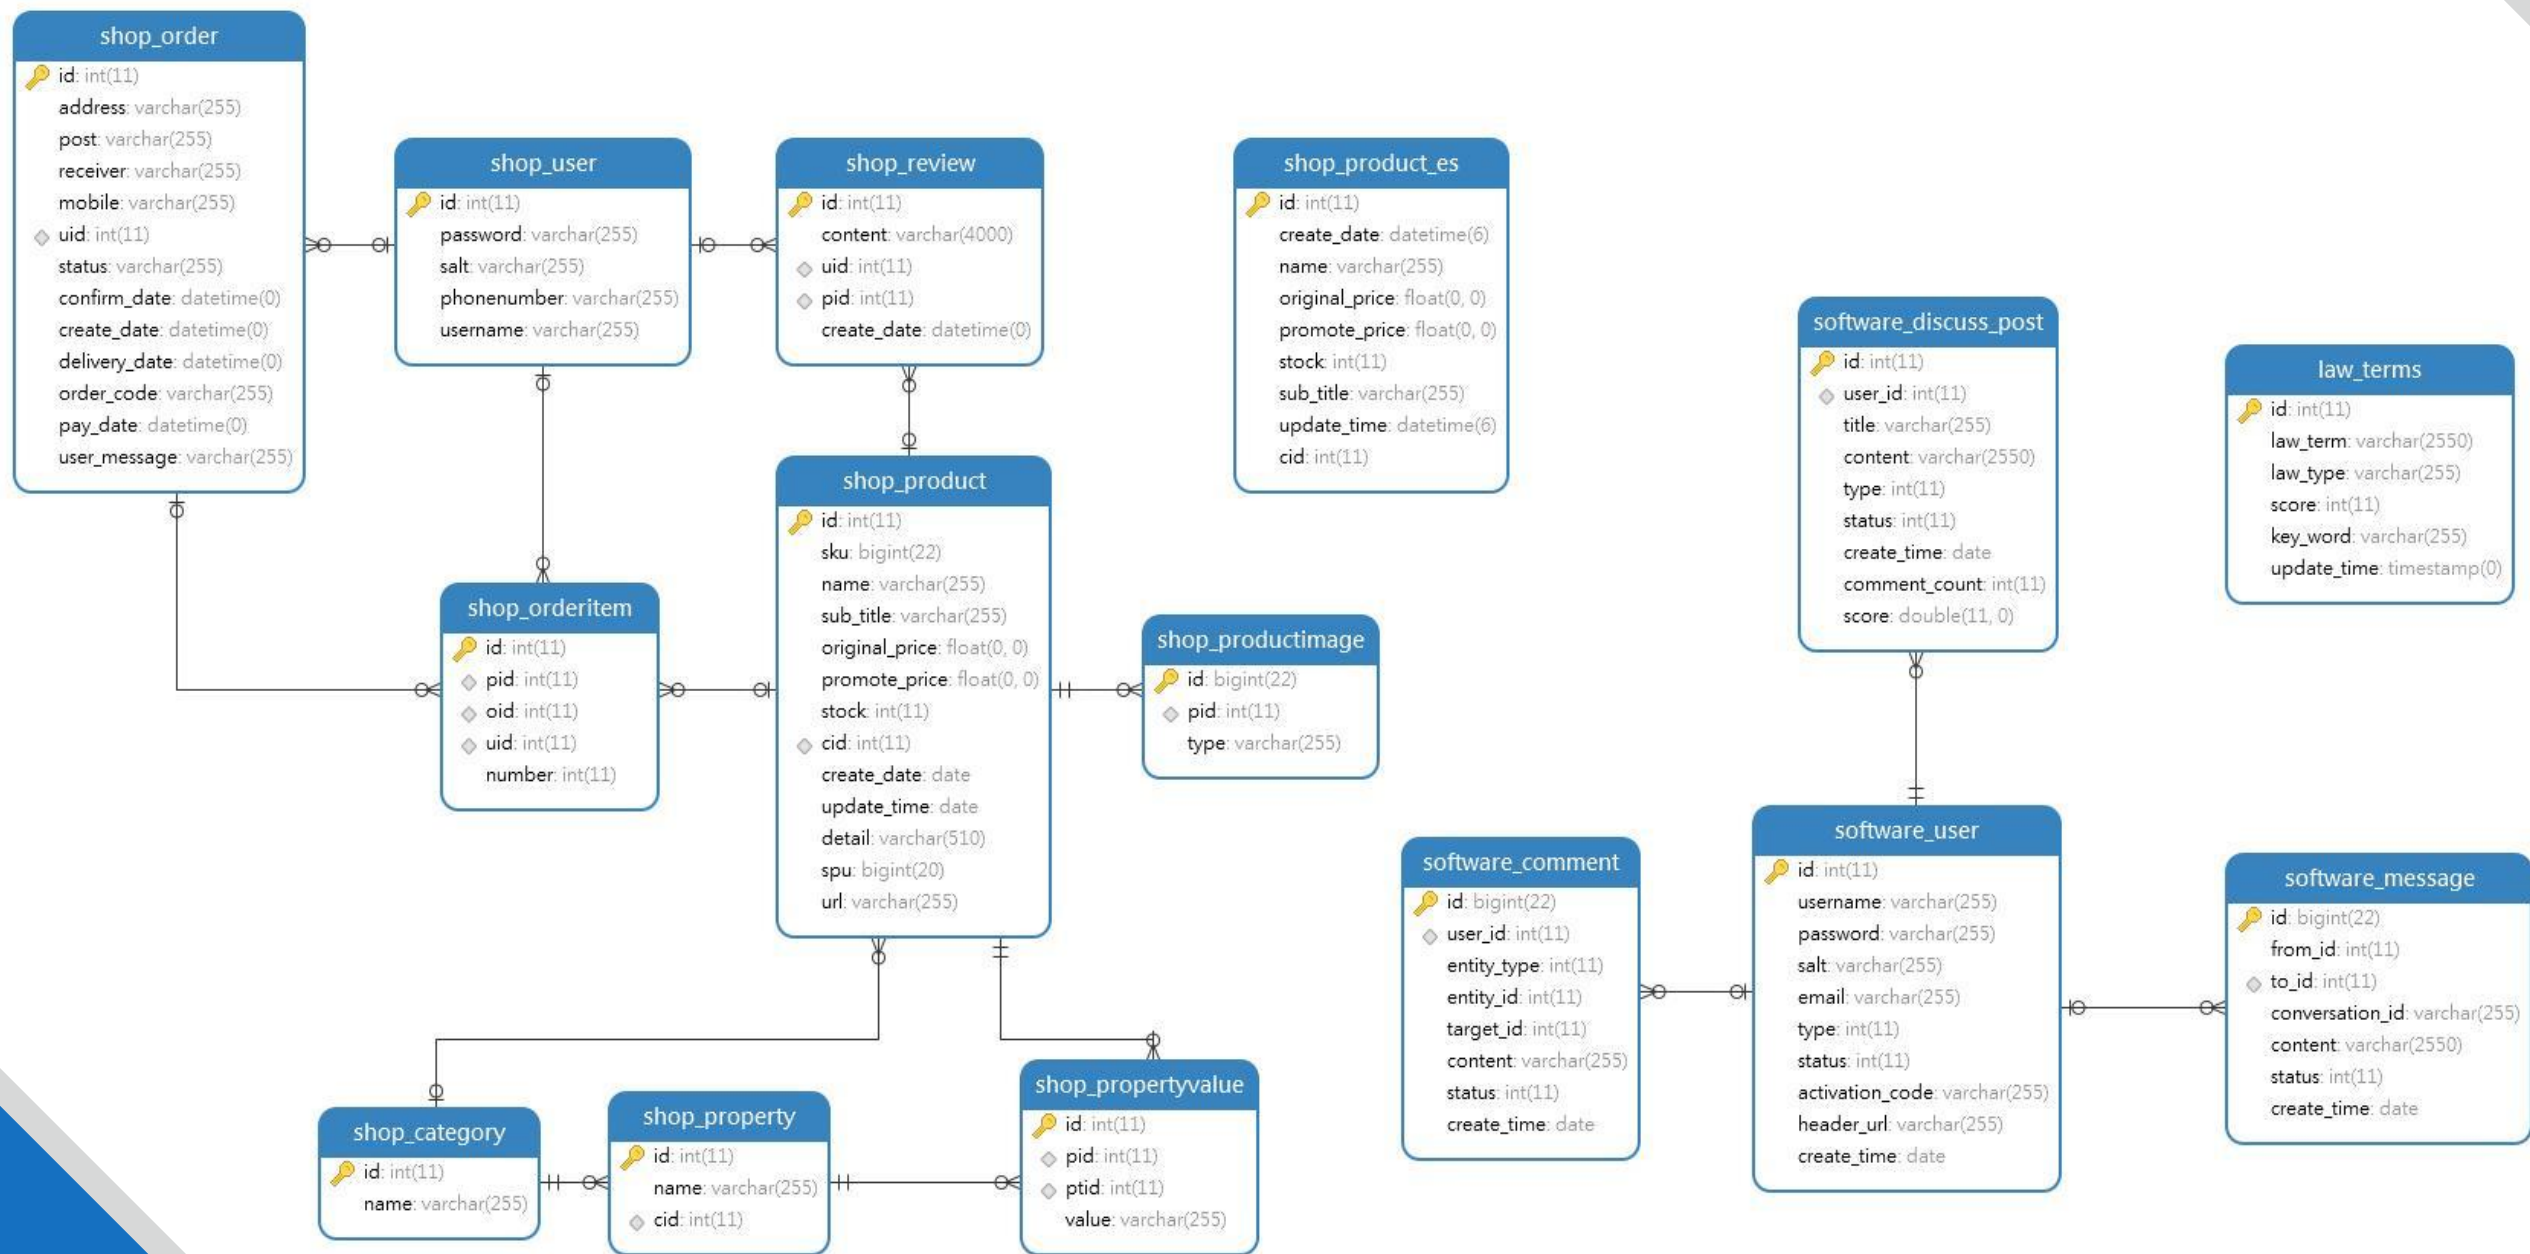 shop_order
id: int(11)
address: varchar(255)
post: varchar(255)
receiver: varchar(255)
mobile: varchar(255)
uid: int(11)
status: varchar(255)
confirm_date: datetime(0)
create_date: datetime(0)
delivery_date: datetime(0)
order_code: varchar(255)
pay_date: datetime(0)
user_message: varchar(255)
shop_user
id: int(11)
password: varchar(255)
salt: varchar(255)
phonenumber: varchar(255)
username: varchar(255)
shop_review
id: int(11)
content: varchar(4000)
uid: int(11)
pid: int(11)
create_date: datetime(0)
shop_product_es
id: int(11)
create_date: datetime(6)
name: varchar(255)
original_price: float(0, 0)
promote_price: float(0, 0)
stock: int(11)
sub_title: varchar(255)
update_time: datetime(6)
cid: int(11)
software_discuss_post
id: int(11)
user_id: int(11)
title: varchar(255)
content: varchar(2550)
type: int(11)
status: int(11)
create_time: date
comment_count: int(11)
score: double(11, 0)
law_terms
id: int(11)
law_term: varchar(2550)
law_type: varchar(255)
score: int(11)
key_word: varchar(255)
update_time: timestamp(0)
shop_orderitem
id: int(11)
pid: int(11)
oid: int(11)
uid: int(11)
number: int(11)
shop_product
id: int(11)
sku: bigint(22)
name: varchar(255)
sub_title: varchar(255)
original_price: float(0, 0)
promote_price: float(0, 0)
stock: int(11)
cid: int(11)
create_date: date
update_time: date
detail: varchar(510)
spu: bigint(20)
url: varchar(255)
shop_productimage
id: bigint(22)
pid: int(11)
type: varchar(255)
software_comment
id: bigint(22)
user_id: int(11)
entity_type: int(11)
entity_id: int(11)
target_id: int(11)
content: varchar(255)
status: int(11)
create_time: date
software_user
id: int(11)
username: varchar(255)
password: varchar(255)
salt: varchar(255)
email: varchar(255)
type: int(11)
status: int(11)
activation_code: varchar(255)
header_url: varchar(255)
create_time: date
software_message
id: bigint(22)
from_id: int(11)
to_id: int(11)
conversation_id: varchar(255)
content: varchar(2550)
status: int(11)
create_time: date
shop_category
id: int(11)
name: varchar(255)
shop_property
id: int(11)
name: varchar(255)
cid: int(11)
shop_propertyvalue
id: int(11)
pid: int(11)
ptid: int(11)
value: varchar(255)